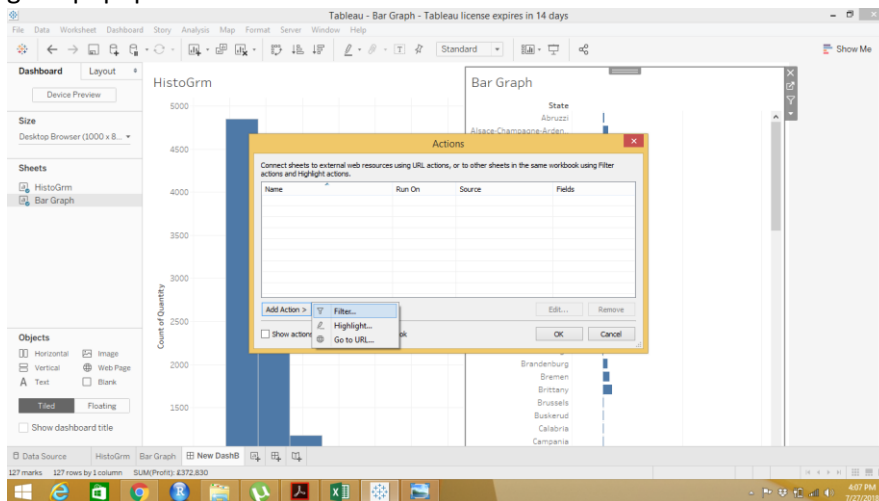 Tableau - Bar Graph - Tableau license expires in 14 days
File Data Worksheet Dashboard Story Analysis Map Format Server Window Help
Standard
Show Me
Dashboard Layout
Device Preview
Size
Desktop Browser (1000 x 8...
Sheets
HistoGrm
Bar Graph
Objects
Horizontal Image
Vertical Web Page
A Text Blank
Tiled Floating
Show dashboard title
HistoGrm
5000
4500
4000
3500
3000
2500
2000
1500
Count of Quantity
Bar Graph
State
Abruzzi
Alsace-Champagne-Arden..
Actions
Connect sheets to external web resources using URL actions, or to other sheets in the same workbook using Filter
actions and Highlight actions.
Name Run On Source Fields
Add Action > Filter... Edit... Remove
Highlight...
Show actions Go to URL... OK Cancel
Brandenburg
Bremen
Brittany
Brussels
Buskerud
Calabria
Campania
Data Source HistoGrm Bar Graph New DashB
127 marks 127 rows by 1 column SUM(Profit): £372,830
4:07 PM
7/27/2018